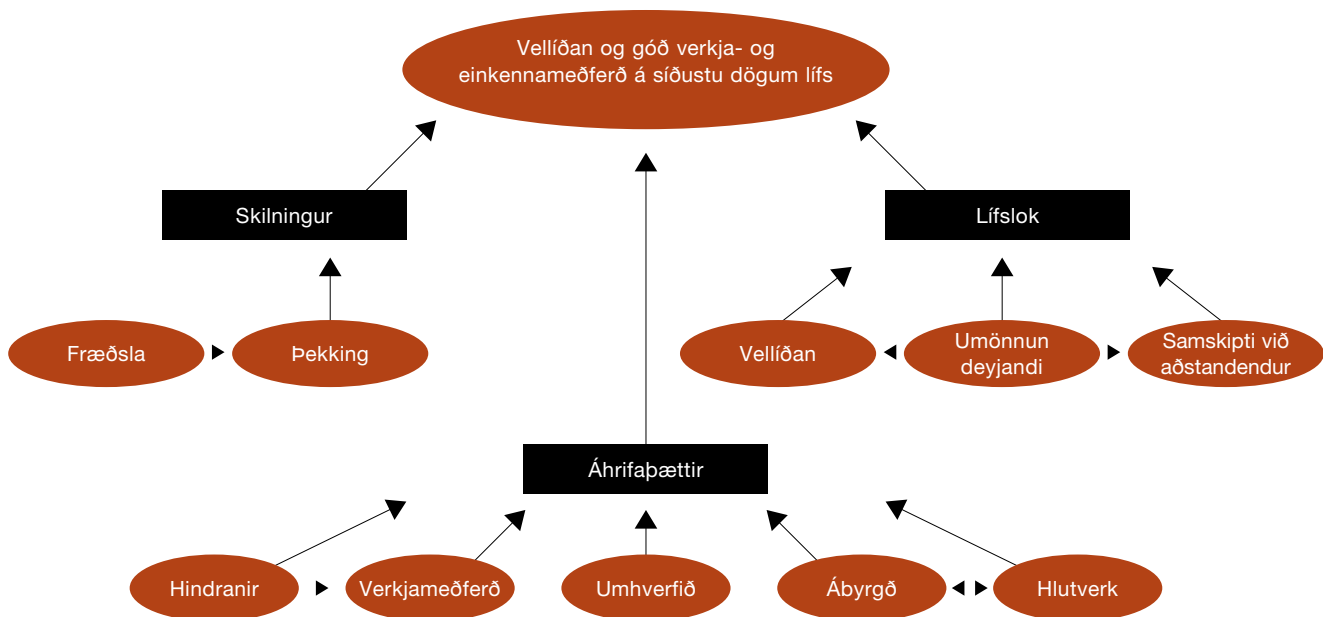 Vellíðan og góð verkja- og
einkennameðferð á síðustu dögum lífs
Skilningur
Lífslok
Fræðsla
Þekking
Vellíðan
Umönnun
deyjandi
Samskipti við
aðstandendur
Áhrifaþættir
Hindranir
Verkjameðferð
Umhverfið
Ábyrgð
Hlutverk